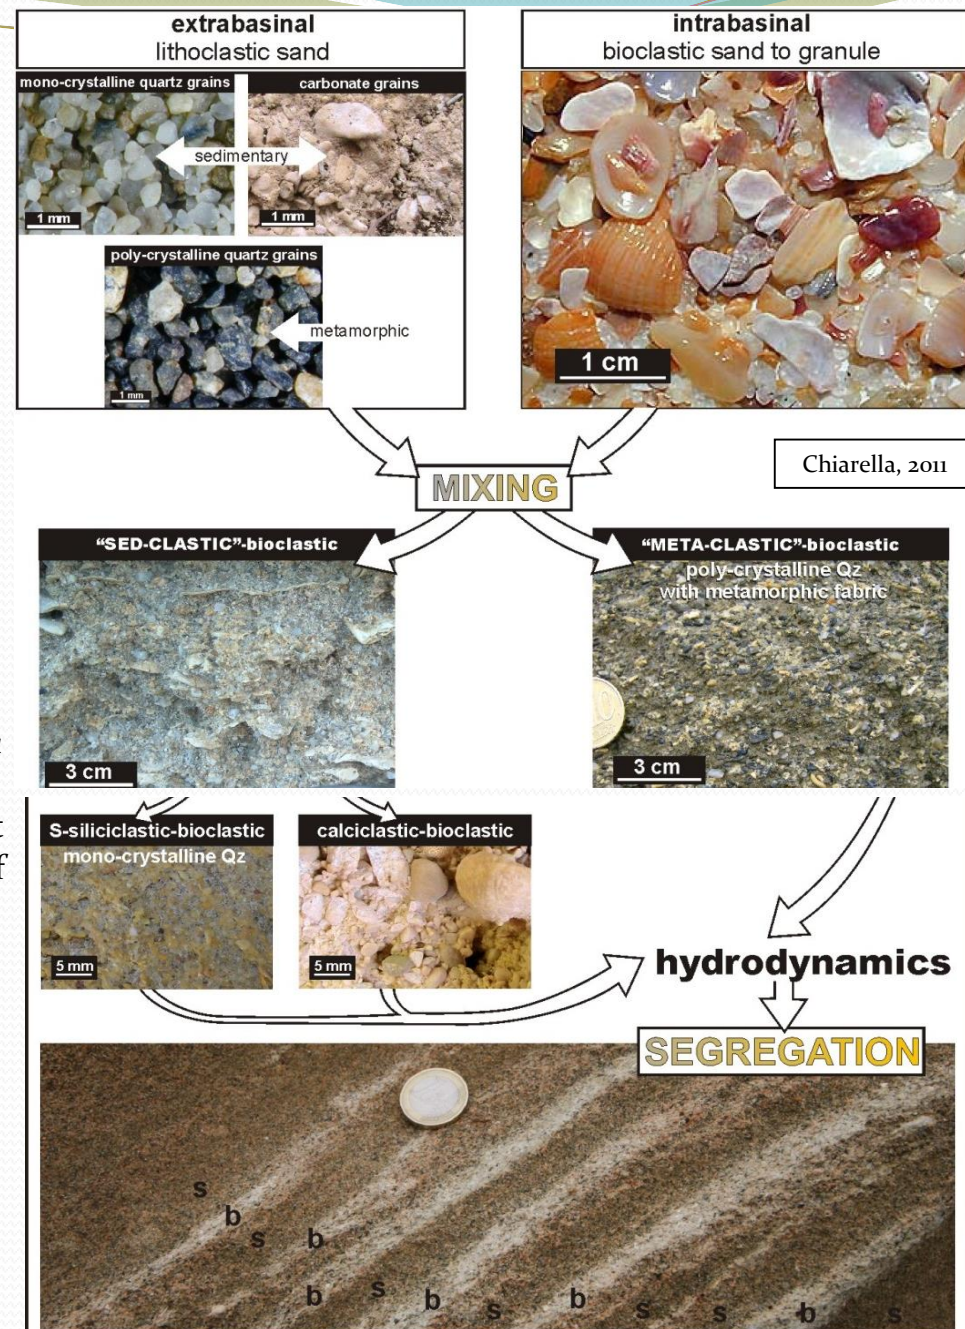 extrabasinal
lithoclastic sand
mono-crystalline quartz grains
carbonate grains
sedimentary
1 mm
1 mm
poly-crystalline quartz grains
metamorphic
1 mm
intrabasinal
bioclastic sand to granule
1 cm
MIXING
Chiarella, 2011
"SED-CLASTIC"-bioclastic
3 cm
"META-CLASTIC"-bioclastic
poly-crystalline Qz
with metamorphic fabric
3 cm
t
f
S-siliciclastic-bioclastic
mono-crystalline Qz
5 mm
calciclastic-bioclastic
5 mm
hydrodynamics
SEGREGATION
s
b
s b
b s b s b s s b s